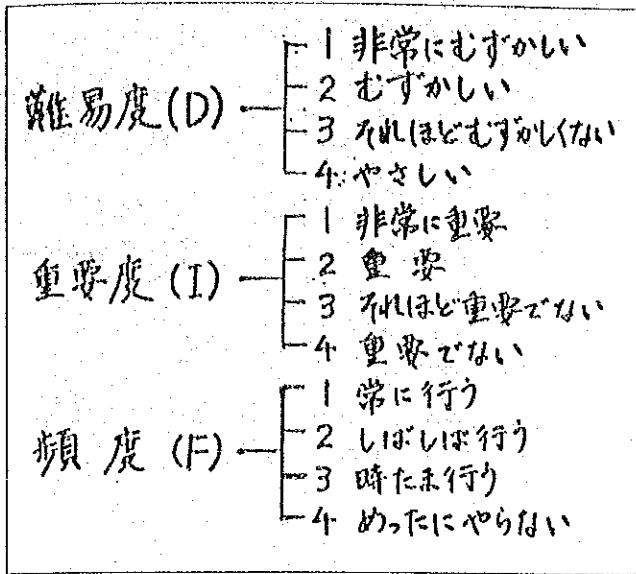 難易度(D)
1 非常にむずかしい
2 むずかしい
3 それほどむずかしくない
4 やさしい
重要度(I)
1 非常に重要
2 重要
3 それほど重要でない
4 重要でない
頻度(F)
1 常に行う
2 しばしば行う
3 時たま行う
4 めったにやらない